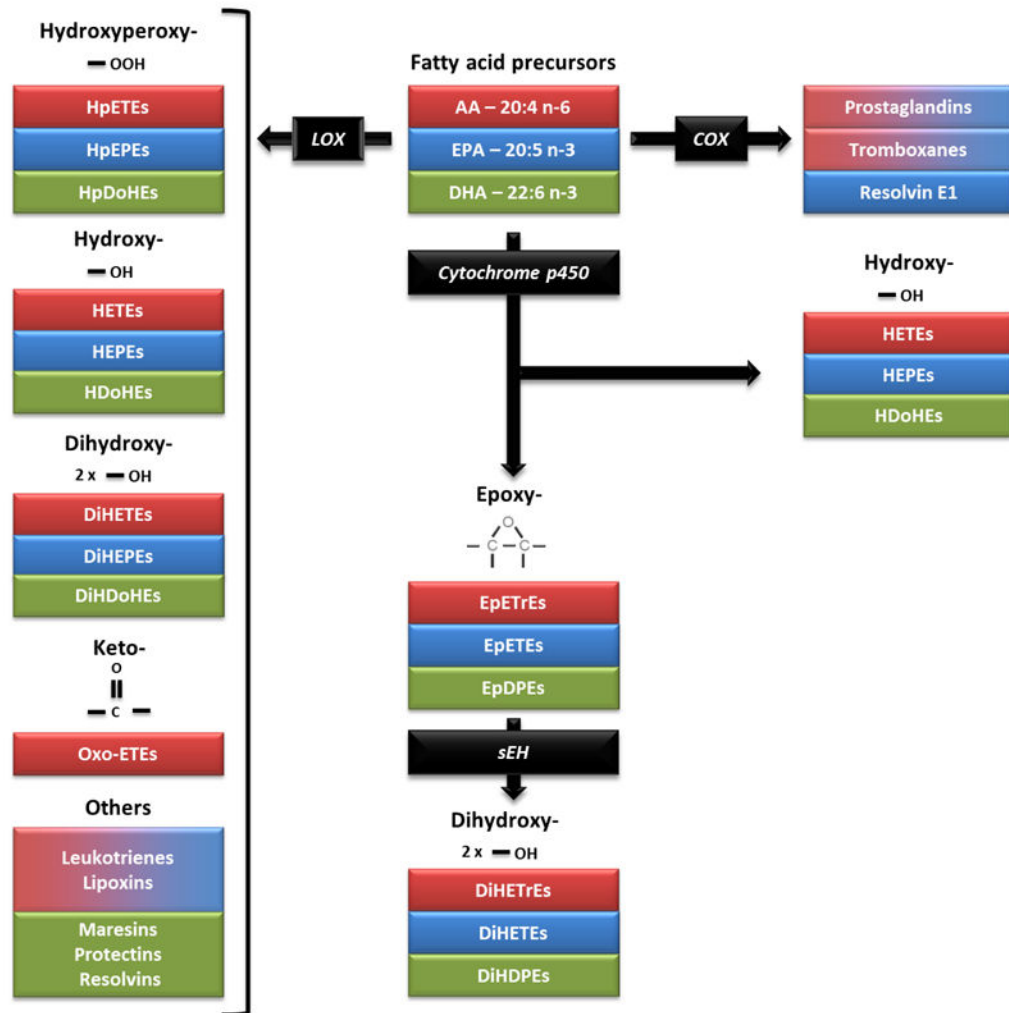 Hydroxyperoxy-
OOH
HpETEs
HpEPEs
HpDoHEs
Hydroxy-
OH
HETEs
HEPEs
HDoHEs
Dihydroxy-
2 x OH
DiHETEs
DiHEPEs
DiHDoHEs
Keto-
O
C
Oxo-ETEs
Others
Leukotrienes
Lipoxins
Maresins
Protectins
Resolvins
LOX
Fatty acid precursors
AA – 20:4 n-6
EPA – 20:5 n-3
DHA – 22:6 n-3
COX
Prostaglandins
Tromboxanes
Resolvin E1
Cytochrome p450
Hydroxy-
OH
HETEs
HEPEs
HDoHEs
Epoxy-
O
C C
EpETrEs
EpETEs
EpDPEs
sEH
Dihydroxy-
2 x OH
DiHETrEs
DiHETEs
DiHDPEs